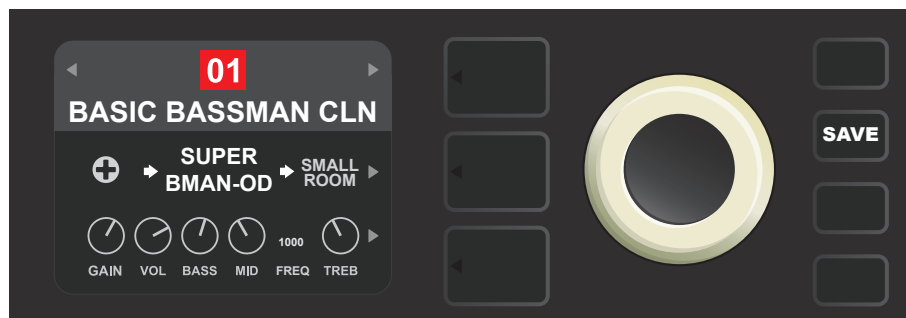 01
BASIC BASSMAN CLN
SUPER
BMAN-OD
SMALL
ROOM
1000
GAIN VOL BASS MID FREQ TREB
SAVE